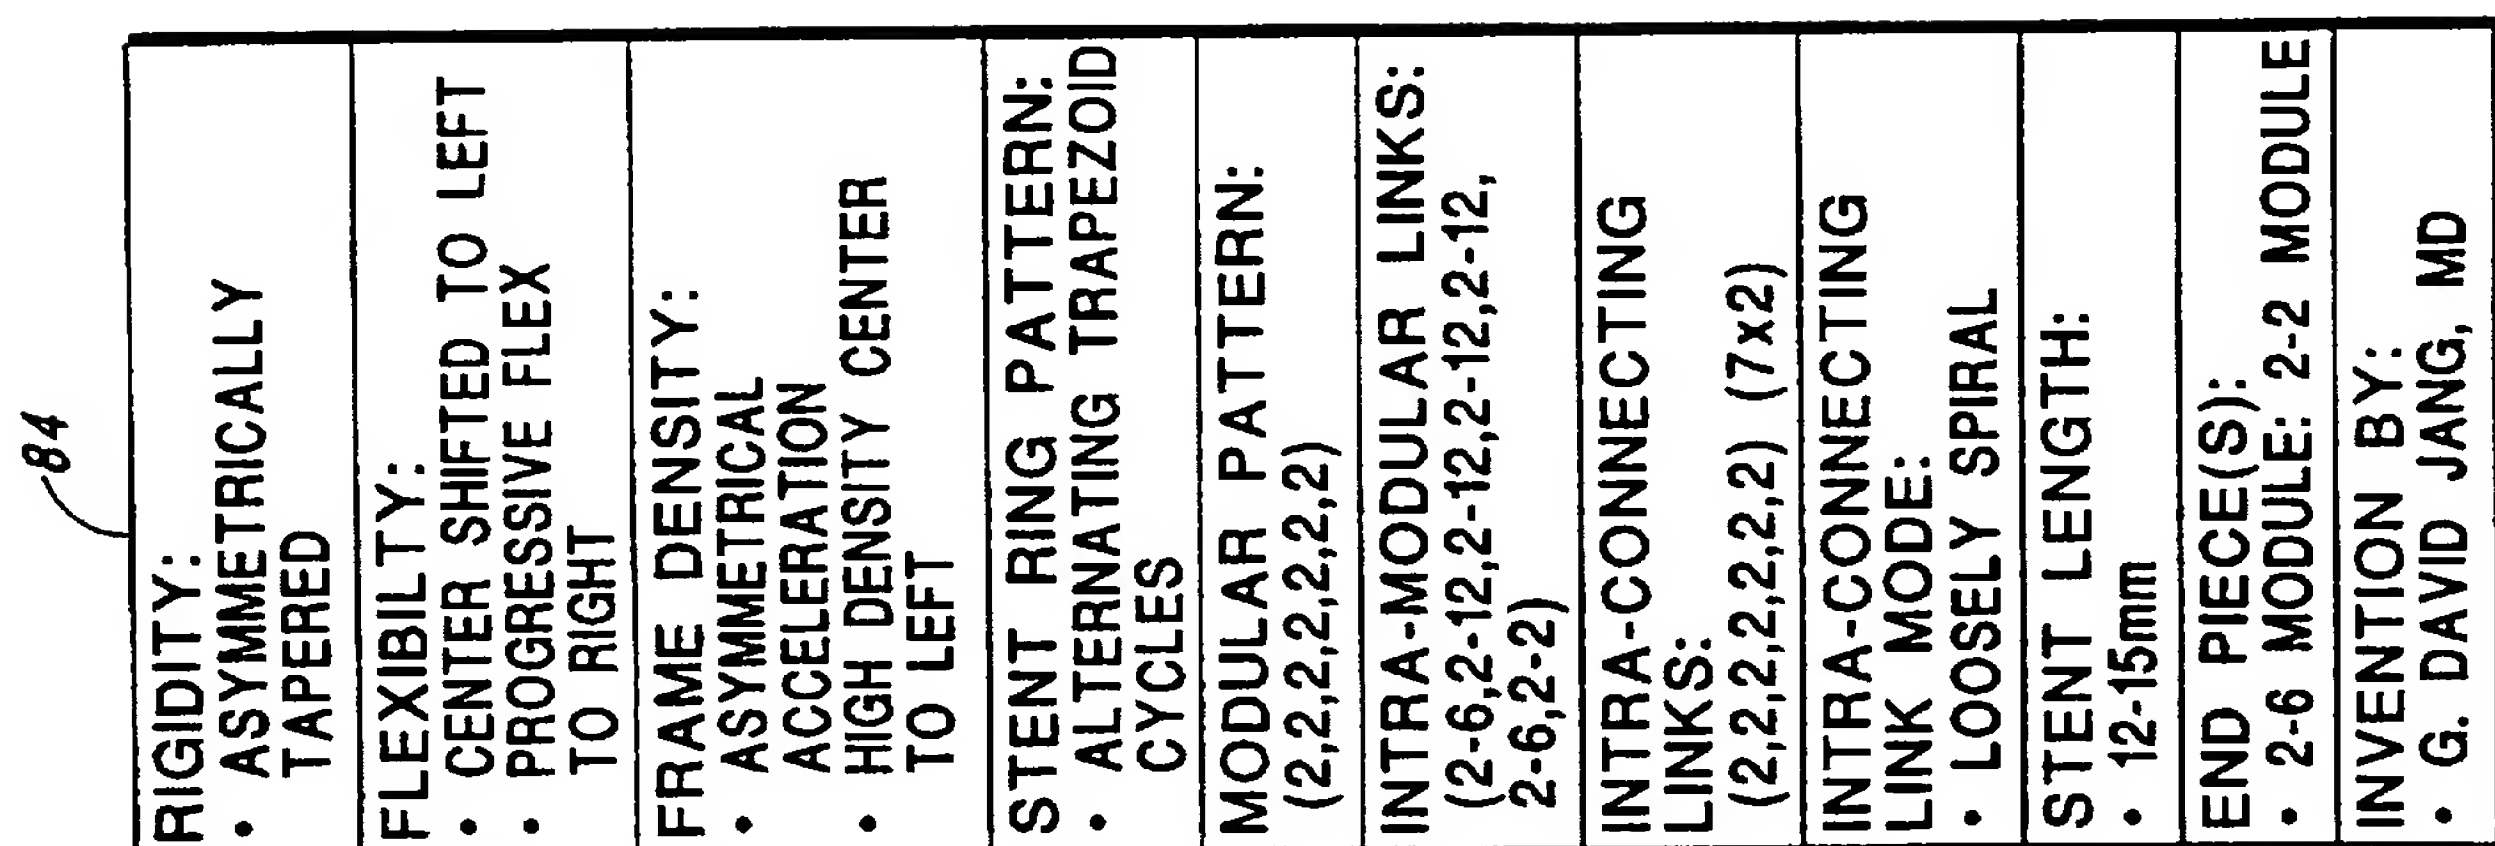 84
RIGIDITY:
• ASYMMETRICALLY
TAPERED
FLEXIBILTY:
• CENTER SHIFTED TO LEFT
• PROGRESSIVE FLEX
TO RIGHT
FRAME DENSITY:
• ASYMMETRICAL
ACCELERATION
• HIGH DENSITY CENTER
TO LEFT
STENT RING PATTERN:
• ALTERNATING TRAPEZOID
CYCLES
MODULAR PATTERN:
(2,2,2,2,2,2,2,2)
INTRA-MODULAR LINKS:
(2-6,2-12,2-12,2-12,2-12,2-12,
2-6,2-2)
INTRA-CONNECTING
LINKS:
(2,2,2,2,2,2,2,2) (7x2)
INTRA-CONNECTING
LINK MODE:
• LOOSELY SPIRAL
STENT LENGTH:
• 12-15mm
END PIECE(S):
• 2-6 MODULE: 2-2 MODULE
INVENTION BY:
• G. DAVID JANG, MD